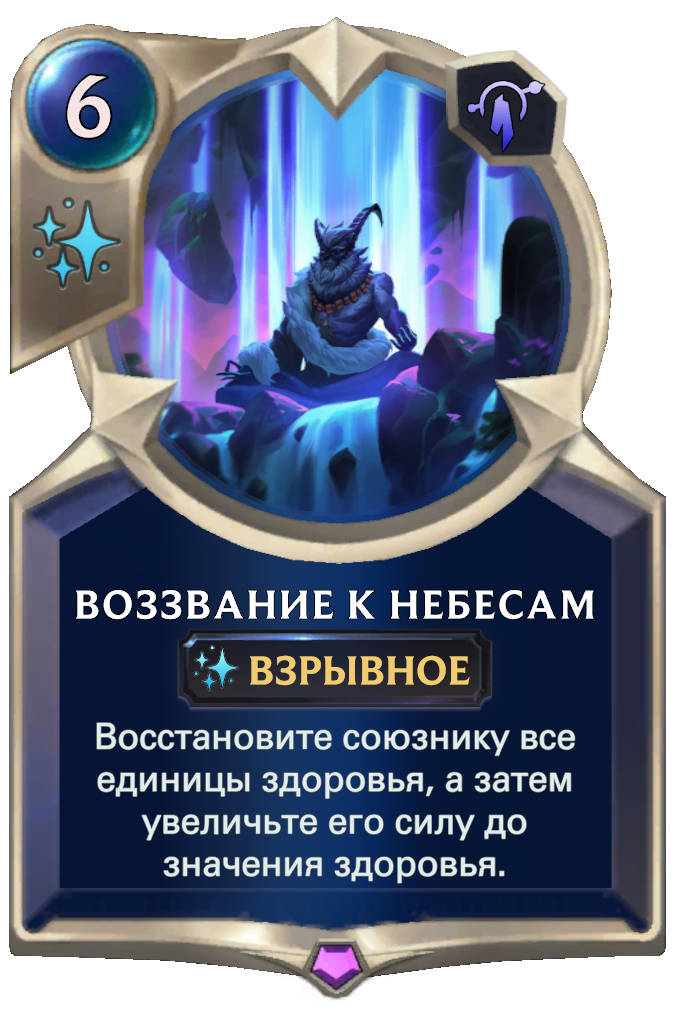 6
ВОЗЗВАНИЕ К НЕБЕСАМ
ВЗРЫВНОЕ
Восстановите союзнику все
единицы здоровья, а затем
увеличьте его силу до
значения здоровья.